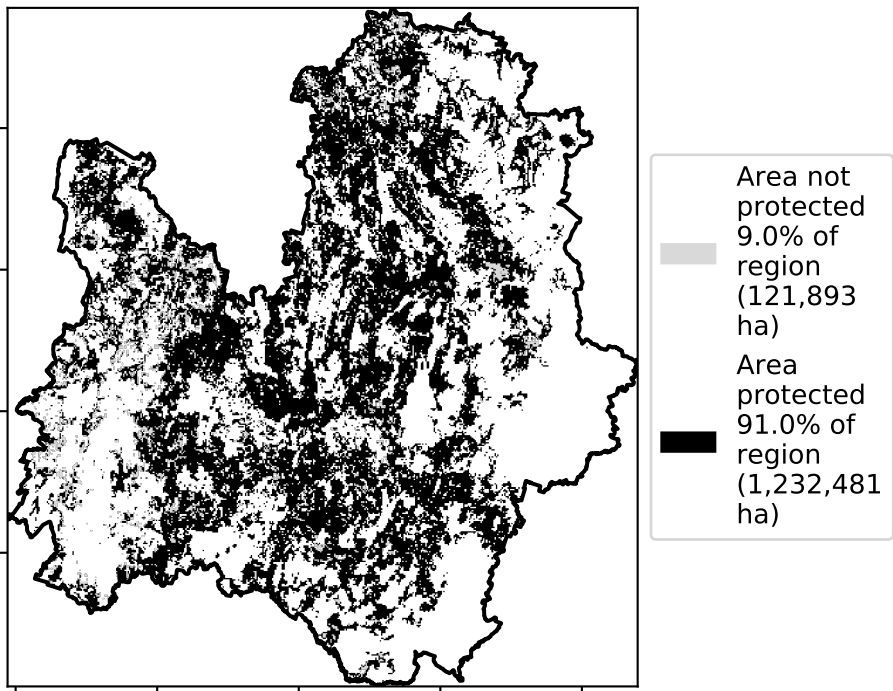 Area not
protected
9.0% of
region
(121,893
ha)
Area
protected
91.0% of
region
(1,232,481
ha)